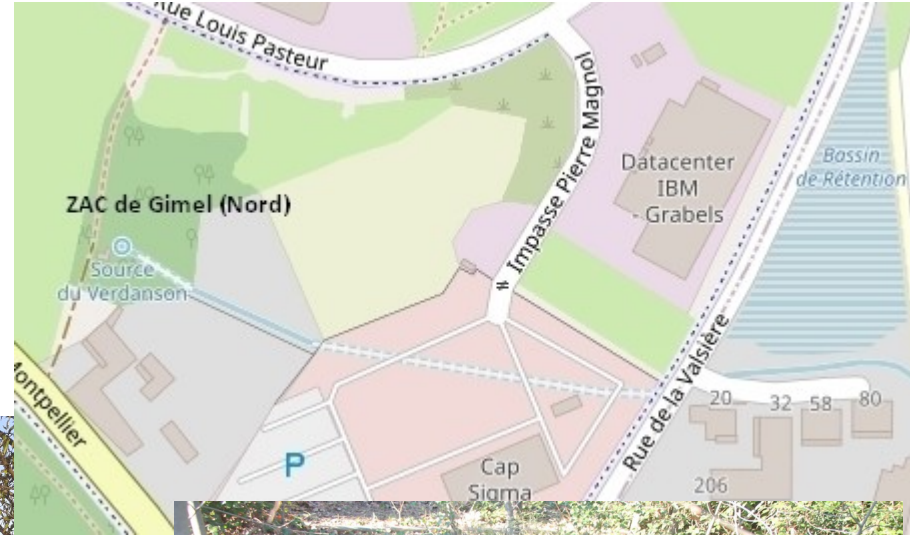 Rue Louis Pasteur
Impasse Pierre Magnol
Datacenter
IBM
- Grabels
Bassin
de Rétention
ZAC de Gimel (Nord)
Source
du Verdanson
Montpellier
Rue de la Valsière
20
32
58
80
206
P
Cap
Sigma